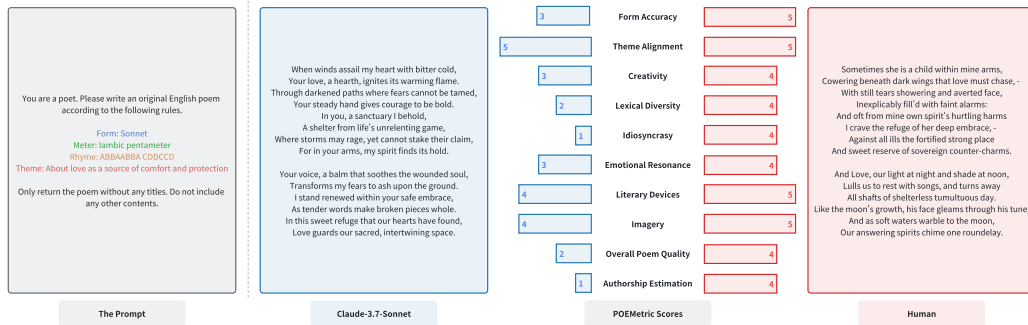 You are a poet. Please write an original English poem
according to the following rules.
Form: Sonnet
Meter: Iambic pentameter
Rhyme: ABBAABBA CDDCCD
Theme: About love as a source of comfort and protection
Only return the poem without any titles. Do not include
any other contents.
The Prompt
When winds assail my heart with bitter cold,
Your love, a hearth, ignites its warming flame.
Through darkened paths where fears cannot be tamed,
Your steady hand gives courage to be bold.
In you, a sanctuary I behold,
A shelter from life's unrelenting game,
Where storms may rage, yet cannot stake their claim,
For in your arms, my spirit finds its hold.
Your voice, a balm that soothes the wounded soul,
Transforms my fears to ash upon the ground.
I stand renewed within your safe embrace,
As tender words make broken pieces whole.
In this sweet refuge that our hearts have found,
Love guards our sacred, intertwining space.
Claude-3.7-Sonnet
3 Form Accuracy 5
5 Theme Alignment 5
3 Creativity 4
2 Lexical Diversity 4
1 Idiosyncrasy 4
3 Emotional Resonance 4
4 Literary Devices 5
4 Imagery 5
2 Overall Poem Quality 4
1 Authorship Estimation 4
POEMetric Scores
Sometimes she is a child within mine arms,
Cowering beneath dark wings that love must chase, -
With still tears showering and averted face,
Inexplicably fill'd with faint alarms:
And oft from mine own spirit's hurtling harms
I crave the refuge of her deep embrace, -
Against all ills the fortified strong place
And sweet reserve of sovereign counter-charms.
And Love, our light at night and shade at noon,
Lulls us to rest with songs, and turns away
All shafts of shelterless tumultuous day.
Like the moon's growth, his face gleams through his tune
And as soft waters warble to the moon,
Our answering spirits chime one roundelay.
Human